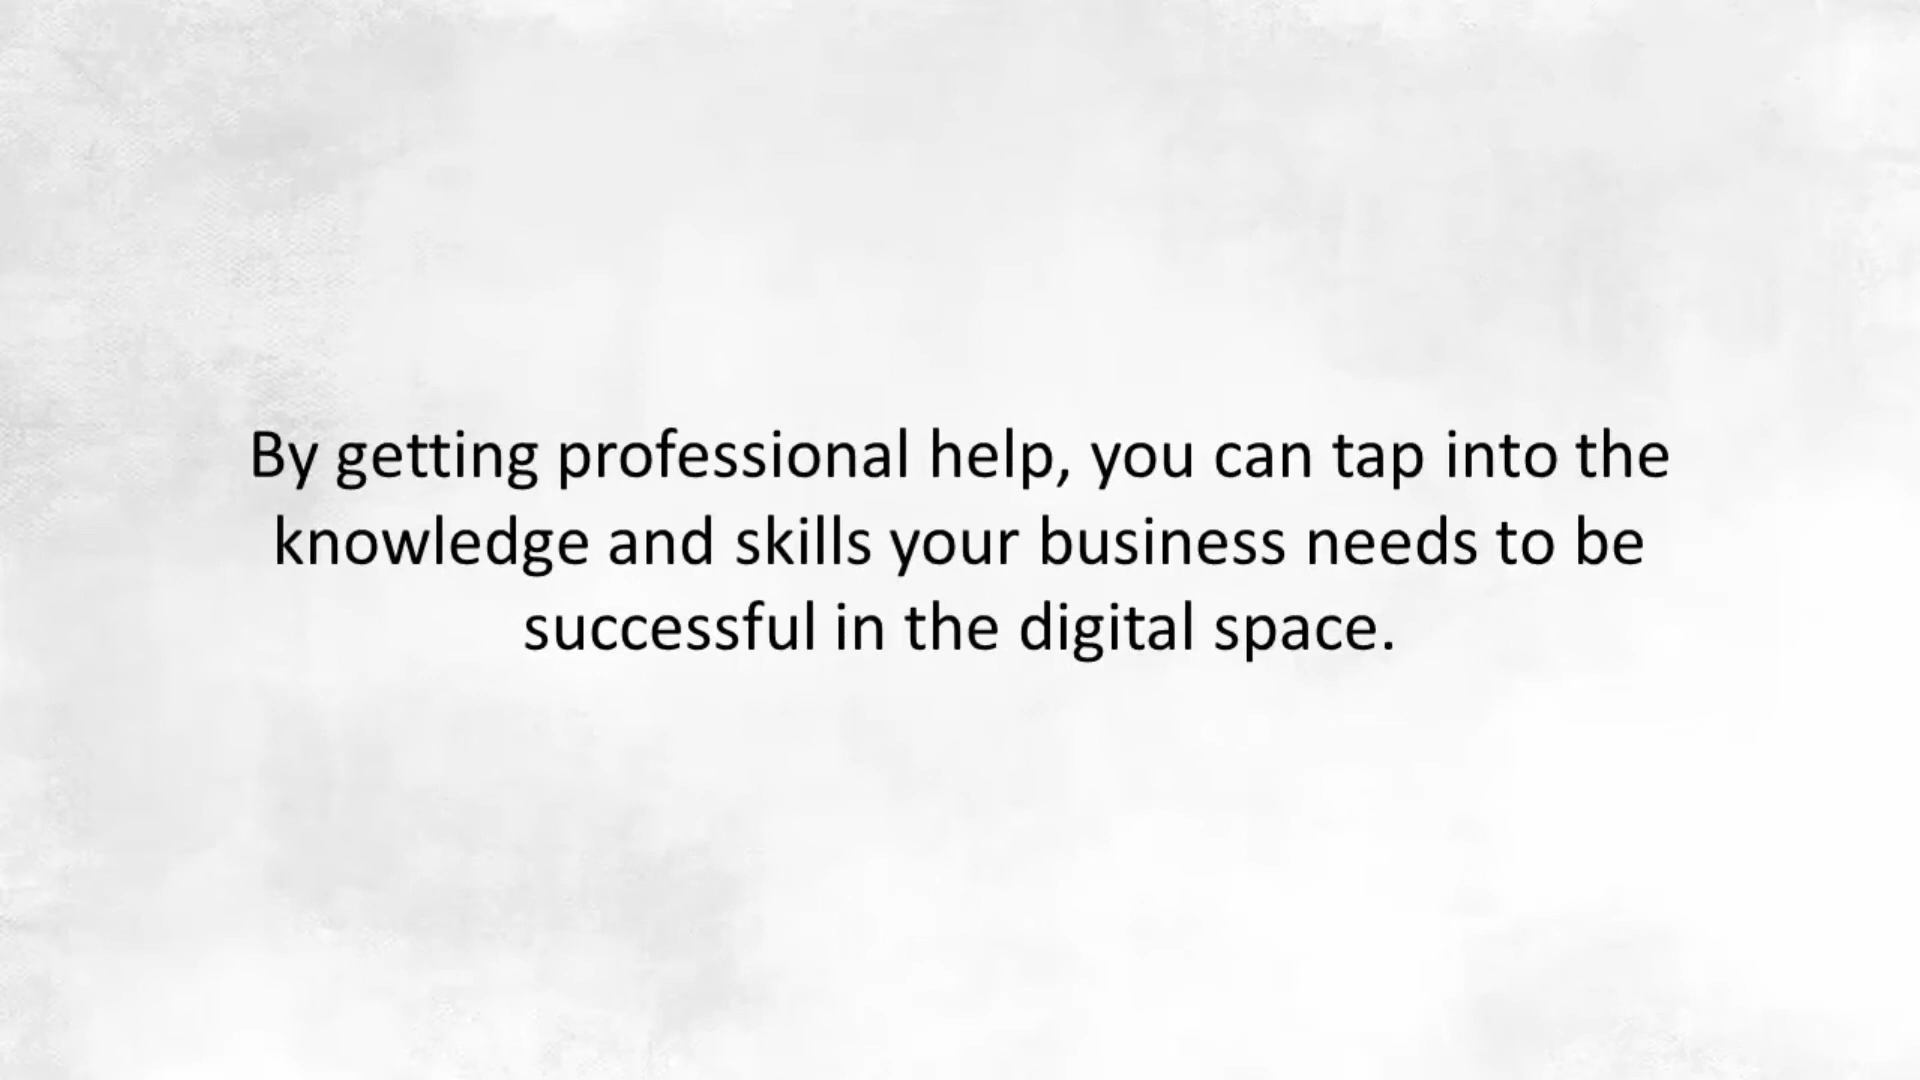 By getting professional help, you can tap into the
knowledge and skills your business needs to be
successful in the digital space.